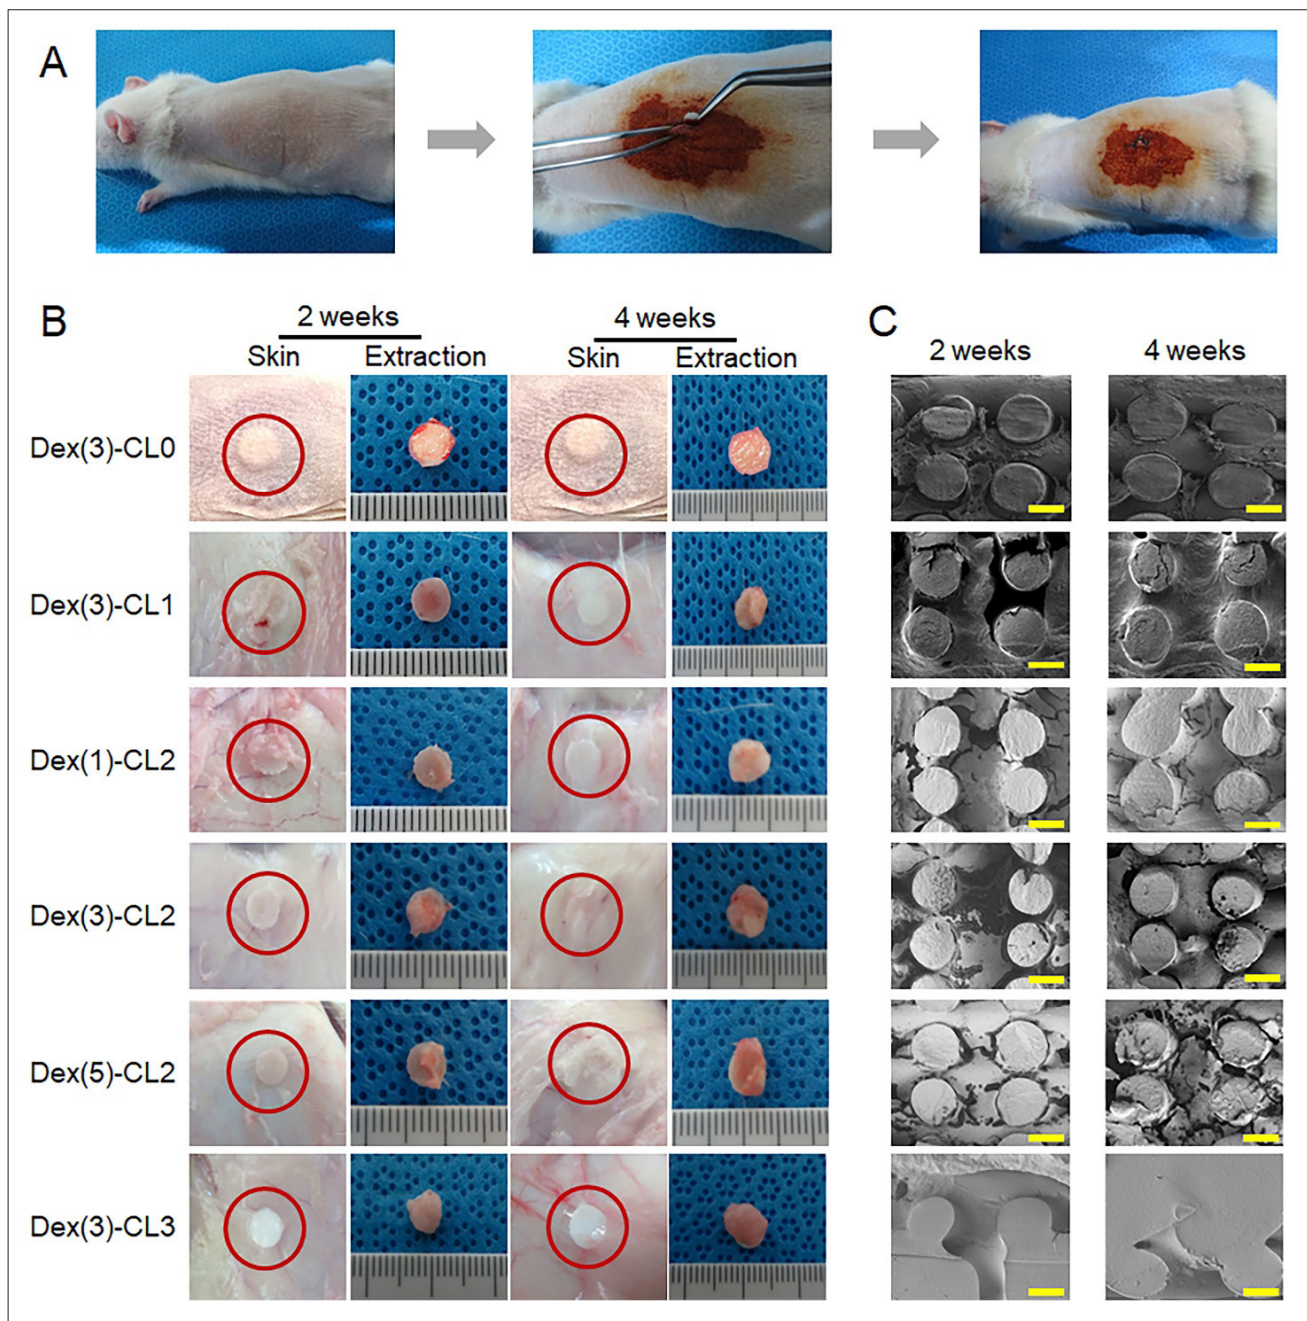 A
B
2 weeks
4 weeks
Skin
Extraction
Skin
Extraction
C
2 weeks
4 weeks
Dex(3)-CL0
Dex(3)-CL1
Dex(1)-CL2
Dex(3)-CL2
Dex(5)-CL2
Dex(3)-CL3